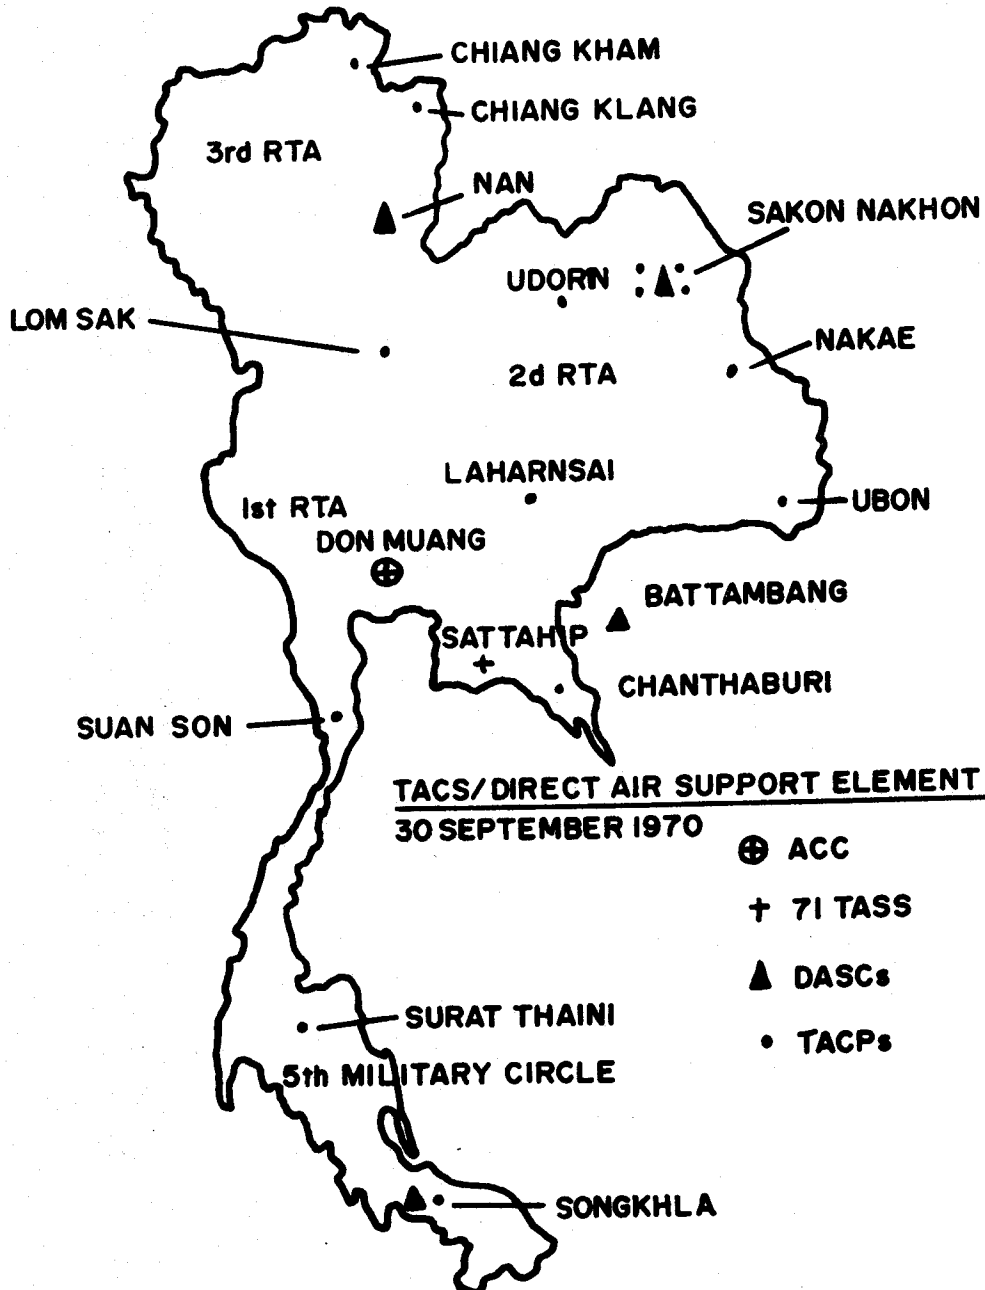 CHIANG KHAM
CHIANG KLANG
3rd RTA
NAN
SAKON NAKHON
UDORN
LOM SAK
NAKAE
2d RTA
LAHARNSAI
1st RTA
UBON
DON MUANG
BATTAMBANG
SATTAHIP
CHANTHABURI
SUAN SON
TACS/DIRECT AIR SUPPORT ELEMENT
30 SEPTEMBER 1970
ACC
71 TASS
DASCs
TACPs
SURAT THAINI
5th MILITARY CIRCLE
SONGKHLA